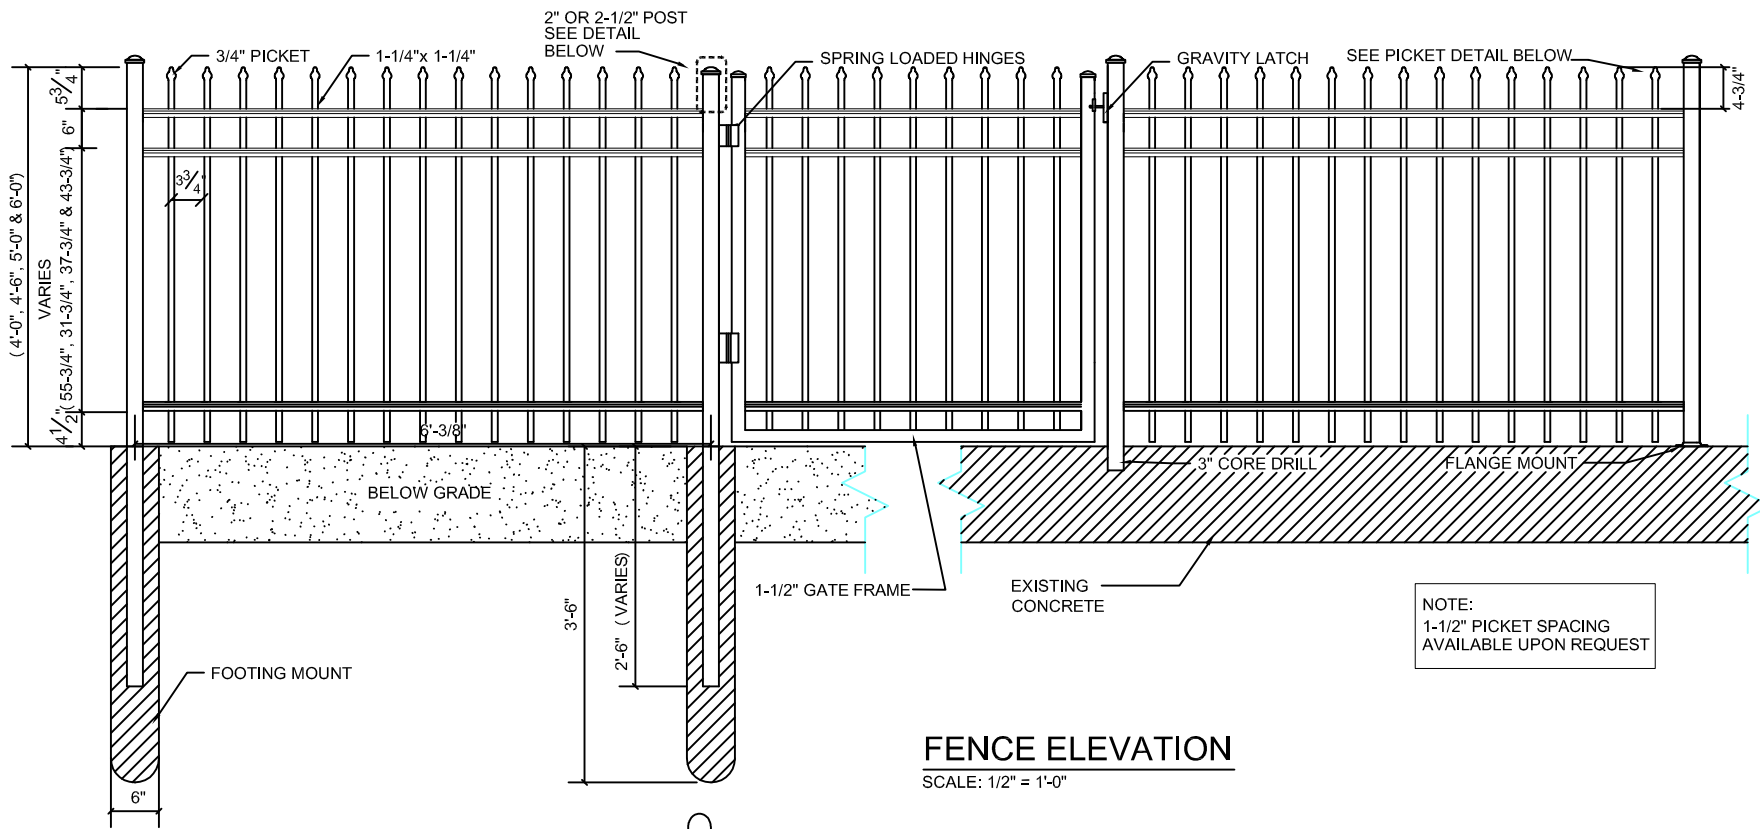 2" OR 2-1/2" POST
SEE DETAIL
BELOW
3/4" PICKET
1-1/4"x 1-1/4"
SPRING LOADED HINGES
GRAVITY LATCH
SEE PICKET DETAIL BELOW
5 3/4"
6"
4-3/4"
3 3/4"
( 4'-0", 4'-6", 5'-0" & 6'-0")
VARIES
( 55-3/4", 31-3/4", 37-3/4" & 43-3/4")
4 1/2"
6'-3/8"
3" CORE DRILL
FLANGE MOUNT
BELOW GRADE
2'-6" ( VARIES)
3'-6"
1-1/2" GATE FRAME
EXISTING
CONCRETE
NOTE:
1-1/2" PICKET SPACING
AVAILABLE UPON REQUEST
FOOTING MOUNT
6"
FENCE ELEVATION
SCALE: 1/2" = 1'-0"